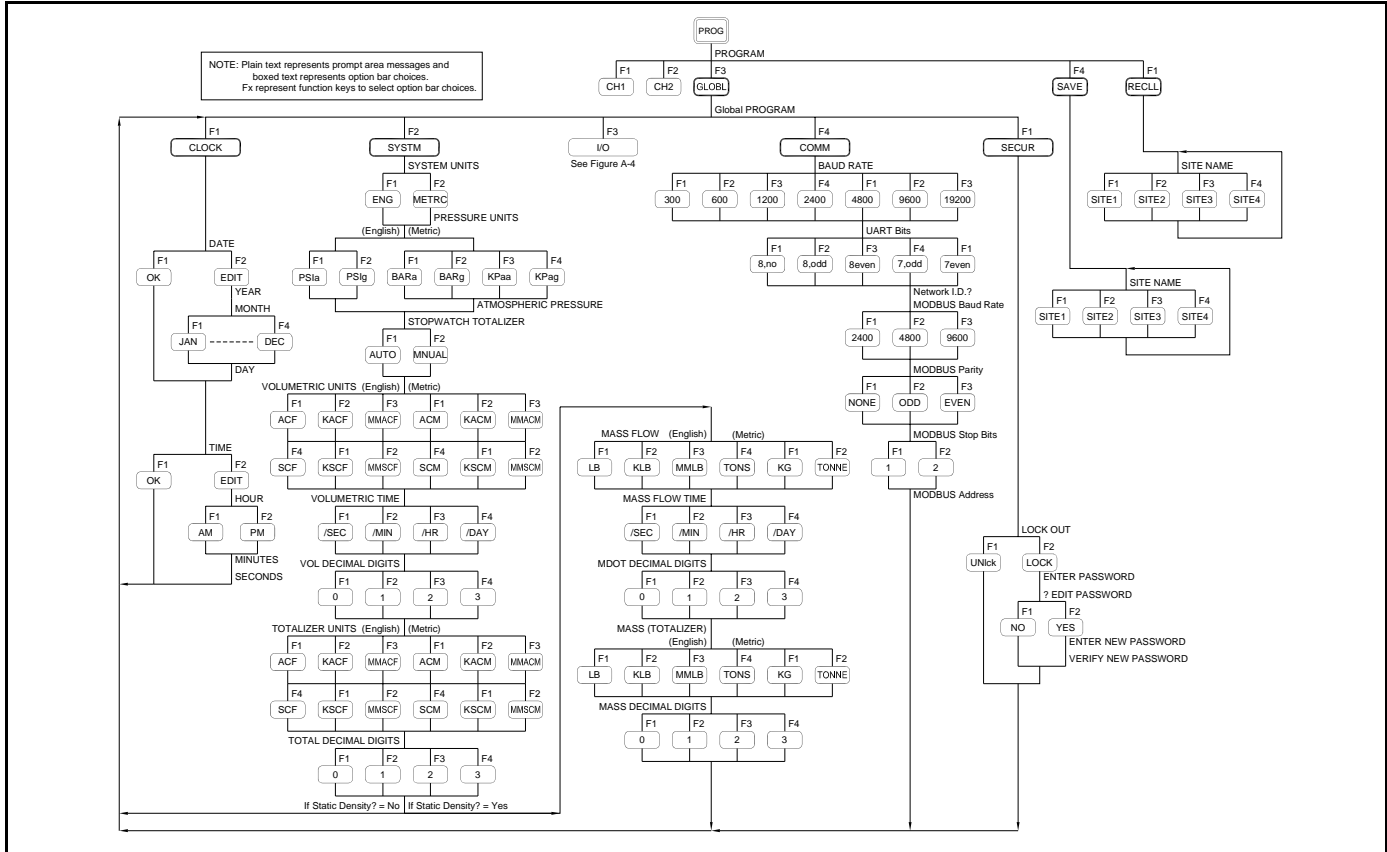 PROG
PROGRAM
NOTE: Plain text represents prompt area messages and
boxed text represents option bar choices.
Fx represent function keys to select option bar choices.
F1 F2 F3 F4 F1
CH1 CH2 GLOBL SAVE RECLL
Global PROGRAM
F1 F2 F3 F4 F1
CLOCK SYSTM I/O COMM SECUR
See Figure A-4
SYSTEM UNITS
F1 F2
ENG METRC
PRESSURE UNITS
(English) (Metric)
F1 F2 F1 F2 F3 F4
PSIa PSIg BARa BARg KPaa KPag
ATMOSPHERIC PRESSURE
STOPWATCH TOTALIZER
F1 F2
AUTO MNUAL
VOLUMETRIC UNITS (English) (Metric)
F1 F2 F3 F1 F2 F3
ACF KACF MMACF ACM KACM MMACM
F4 F1 F2 F4 F1 F2
SCF KSCF MMSCF SCM KSCM MMSCM
VOLUMETRIC TIME
F1 F2 F3 F4
/SEC /MIN /HR /DAY
VOL DECIMAL DIGITS
F1 F2 F3 F4
0 1 2 3
TOTALIZER UNITS (English) (Metric)
F1 F2 F3 F1 F2 F3
ACF KACF MMACF ACM KACM MMACM
F4 F1 F2 F4 F1 F2
SCF KSCF MMSCF SCM KSCM MMSCM
TOTAL DECIMAL DIGITS
F1 F2 F3 F4
0 1 2 3
If Static Density? = No If Static Density? = Yes
DATE
F1 F2
OK EDIT
YEAR
MONTH
F1 F4
JAN DEC
DAY
TIME
F1 F2
OK EDIT
HOUR
F1 F2
AM PM
MINUTES
SECONDS
MASS FLOW (English) (Metric)
F1 F2 F3 F4 F1 F2
LB KLB MMLB TONS KG TONNE
MASS FLOW TIME
F1 F2 F3 F4
/SEC /MIN /HR /DAY
MDOT DECIMAL DIGITS
F1 F2 F3 F4
0 1 2 3
MASS (TOTALIZER)
(English) (Metric)
F1 F2 F3 F4 F1 F2
LB KLB MMLB TONS KG TONNE
MASS DECIMAL DIGITS
F1 F2 F3 F4
0 1 2 3
BAUD RATE
F1 F2 F3 F4 F1 F2 F3
300 600 1200 2400 4800 9600 19200
UART Bits
F1 F2 F3 F4 F1
8,no 8,odd 8even 7,odd 7even
Network I.D.?
MODBUS Baud Rate
F1 F2 F3
2400 4800 9600
MODBUS Parity
F1 F2 F3
NONE ODD EVEN
MODBUS Stop Bits
F1 F2
1 2
MODBUS Address
LOCK OUT
F1 F2
UNlck LOCK
ENTER PASSWORD
? EDIT PASSWORD
F1 F2
NO YES
ENTER NEW PASSWORD
VERIFY NEW PASSWORD
SITE NAME
F1 F2 F3 F4
SITE1 SITE2 SITE3 SITE4
SITE NAME
F1 F2 F3 F4
SITE1 SITE2 SITE3 SITE4